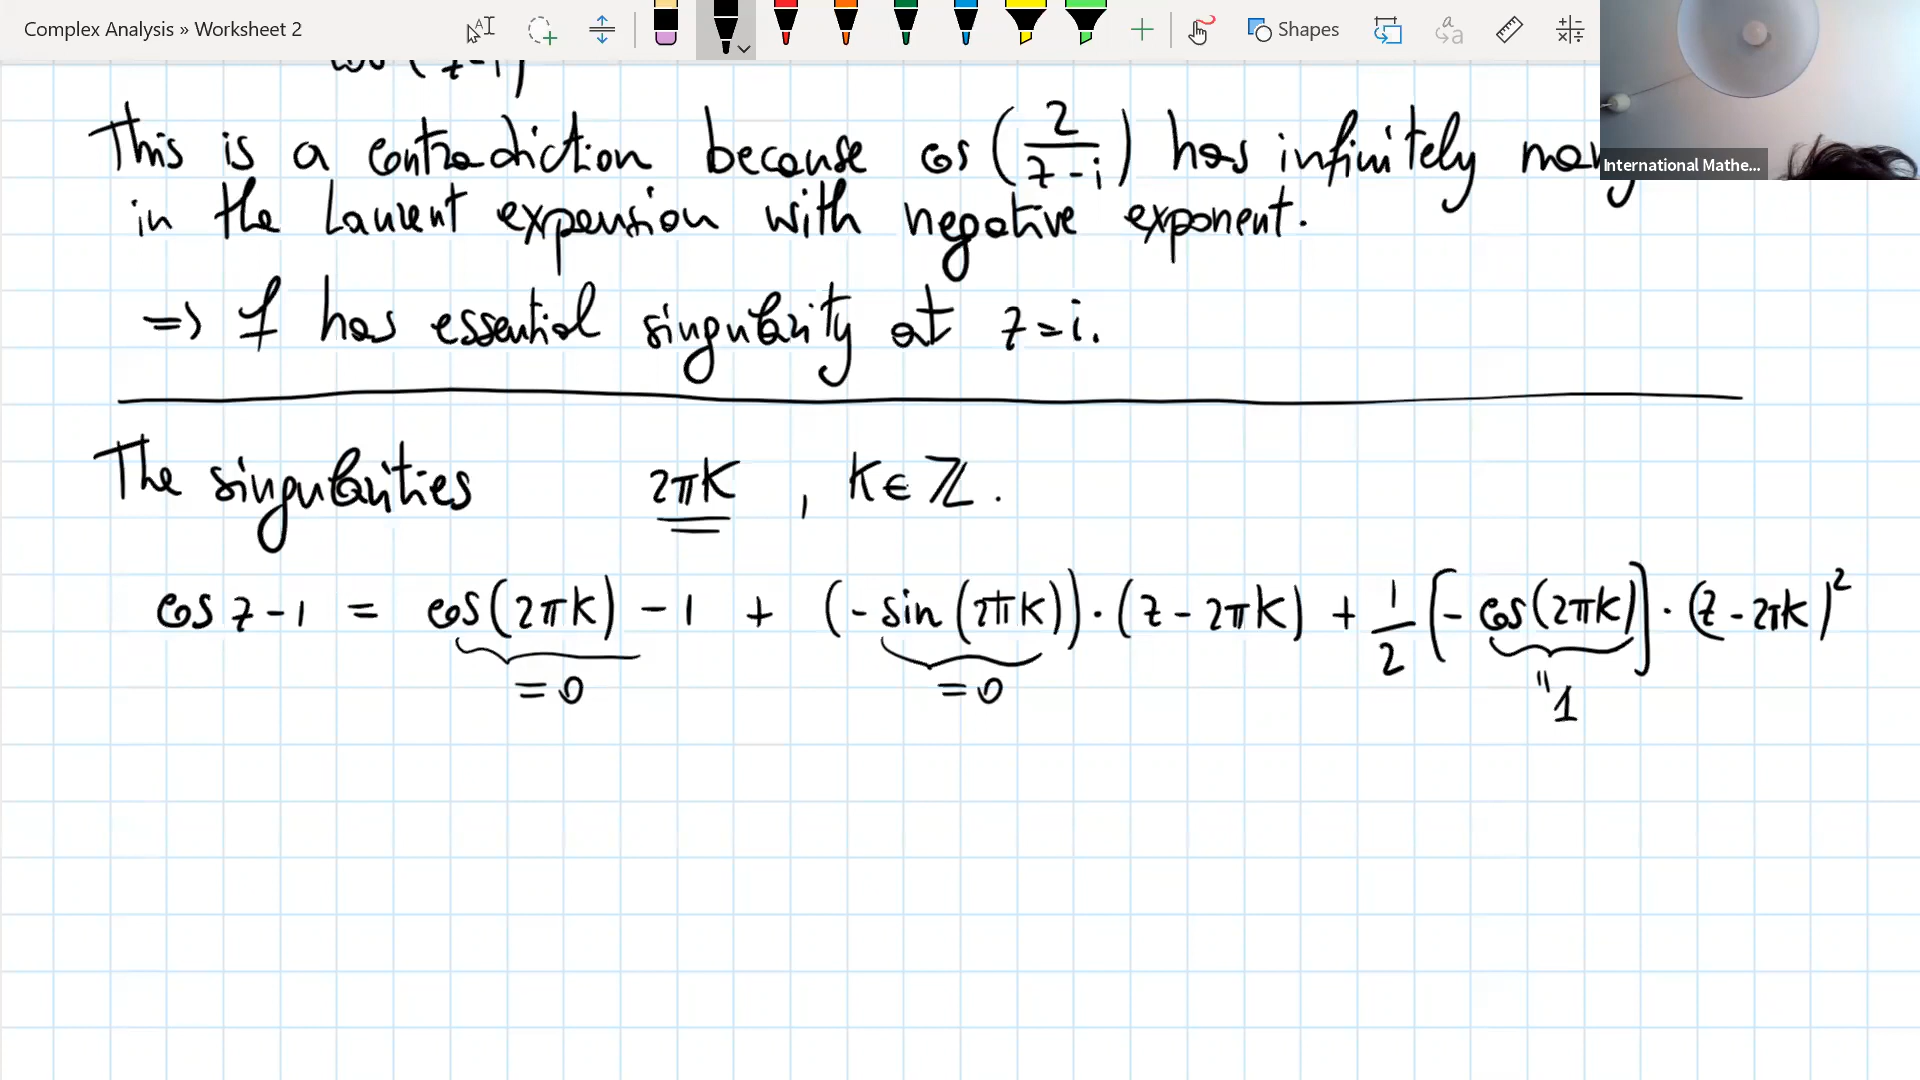 Complex Analysis » Worksheet 2
Shapes
International Mathe...
cos ( z-i )
This is a contradiction because cos ( 2 / z-i ) has infinitely many
in the Laurent expension with negative exponent.
=> f has essential singularity at z = i.
The singularities 2πk , k ∈ ℤ.
cos z - 1 = cos(2πk) - 1 + (- sin (2πk)) · (z - 2πk) + 1/2 [- cos(2πk)] · (z - 2πk)²
= 0 = 0 " 1